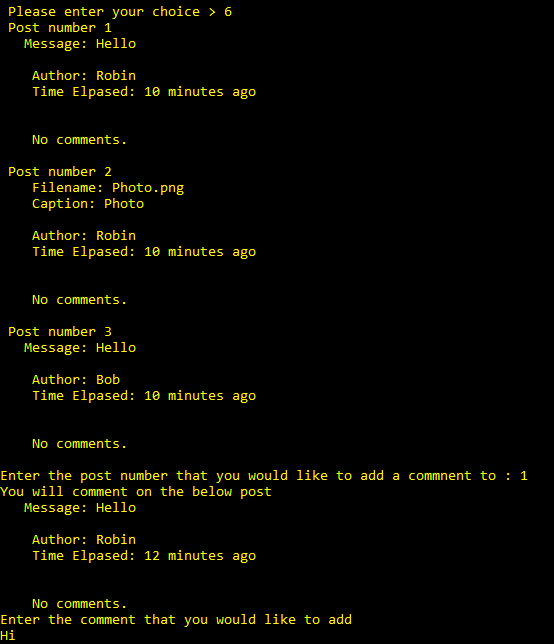 Please enter your choice > 6
Post number 1
Message: Hello
Author: Robin
Time Elpased: 10 minutes ago
No comments.
Post number 2
Filename: Photo.png
Caption: Photo
Author: Robin
Time Elpased: 10 minutes ago
No comments.
Post number 3
Message: Hello
Author: Bob
Time Elpased: 10 minutes ago
No comments.
Enter the post number that you would like to add a commnent to : 1
You will comment on the below post
Message: Hello
Author: Robin
Time Elpased: 12 minutes ago
No comments.
Enter the comment that you would like to add
Hi